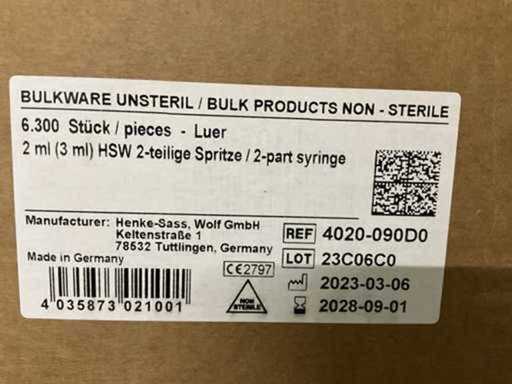 BULKWARE UNSTERIL / BULK PRODUCTS NON - STERILE
6.300 Stück / pieces - Luer
2 ml (3 ml) HSW 2-teilige Spritze / 2-part syringe
Manufacturer: Henke-Sass, Wolf GmbH
Keltenstraße 1
78532 Tuttlingen, Germany
Made in Germany
REF 4020-090D0
LOT 23C06C0
2023-03-06
2028-09-01
CE2797
NON
STERILE
4 035873 021001